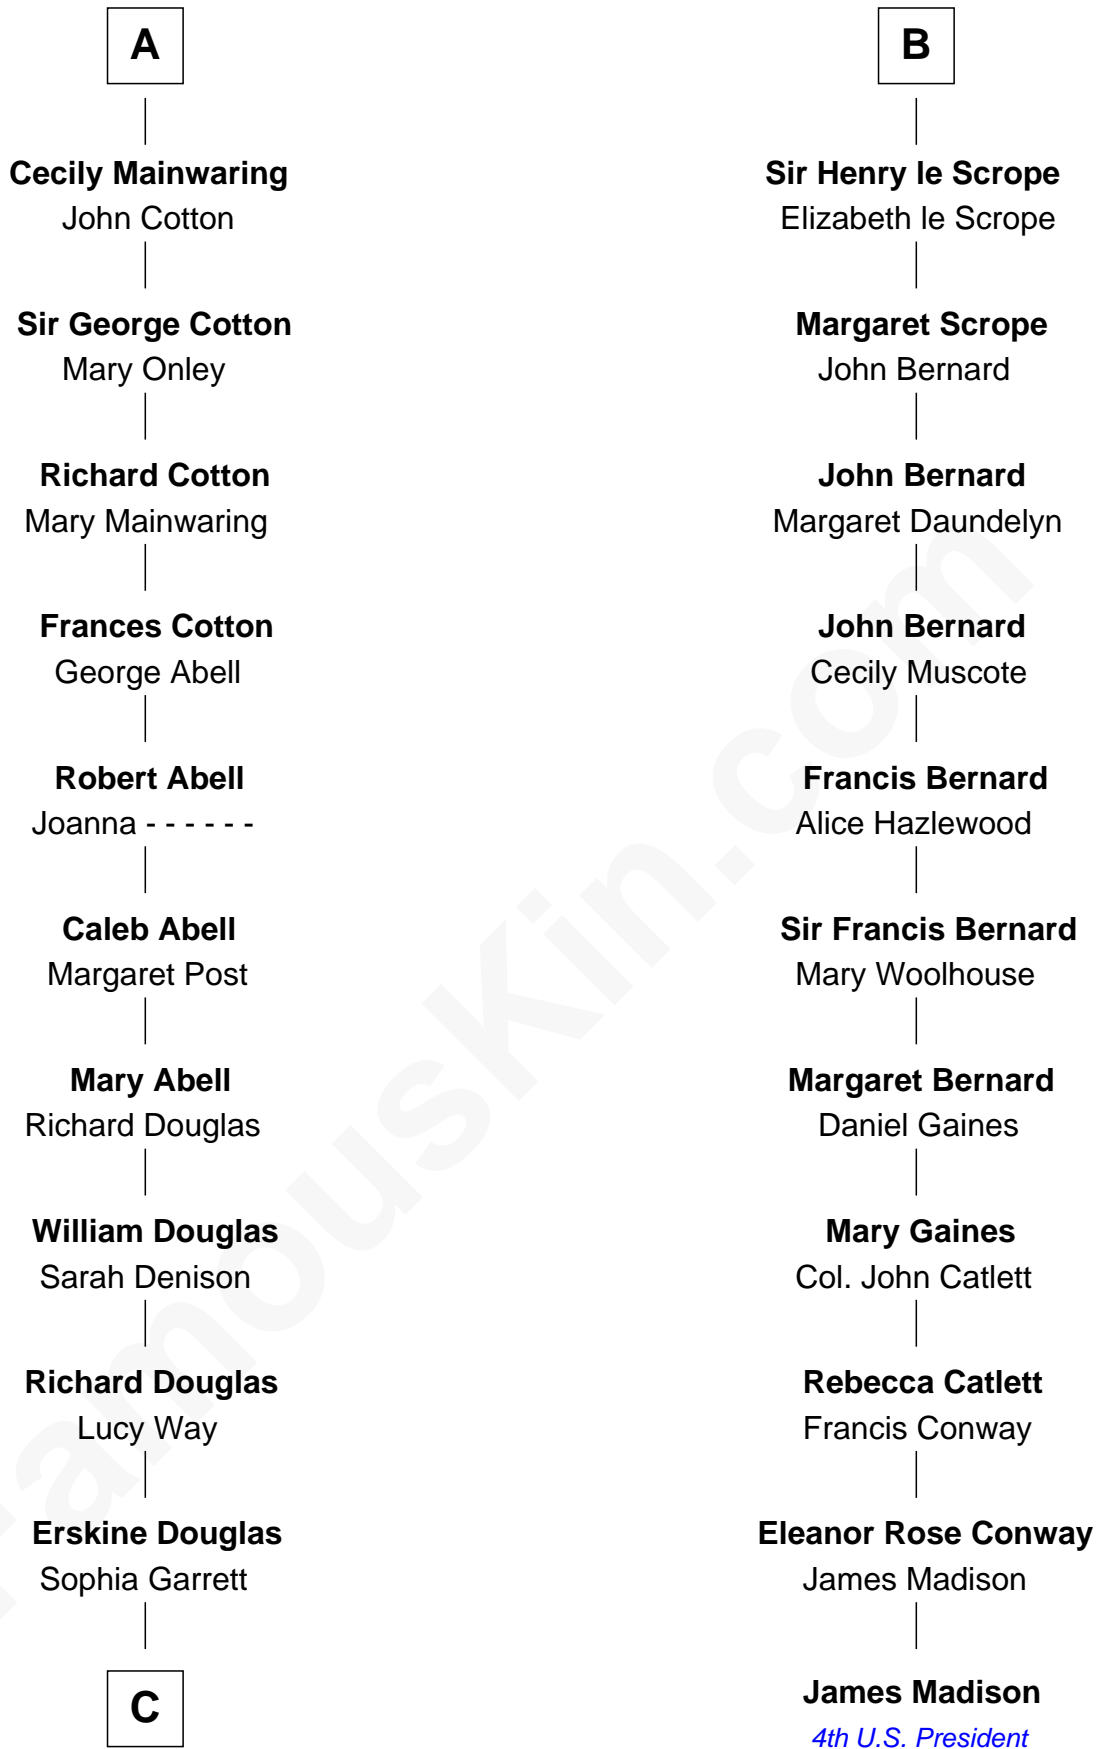 A
Cecily Mainwaring
John Cotton
Sir George Cotton
Mary Onley
Richard Cotton
Mary Mainwaring
Frances Cotton
George Abell
Robert Abell
Joanna - - - - - -
Caleb Abell
Margaret Post
Mary Abell
Richard Douglas
William Douglas
Sarah Denison
Richard Douglas
Lucy Way
Erskine Douglas
Sophia Garrett
C
B
Sir Henry le Scrope
Elizabeth le Scrope
Margaret Scrope
John Bernard
John Bernard
Margaret Daundelyn
John Bernard
Cecily Muscote
Francis Bernard
Alice Hazlewood
Sir Francis Bernard
Mary Woolhouse
Margaret Bernard
Daniel Gaines
Mary Gaines
Col. John Catlett
Rebecca Catlett
Francis Conway
Eleanor Rose Conway
James Madison
James Madison
4th U.S. President
FamousKin.com